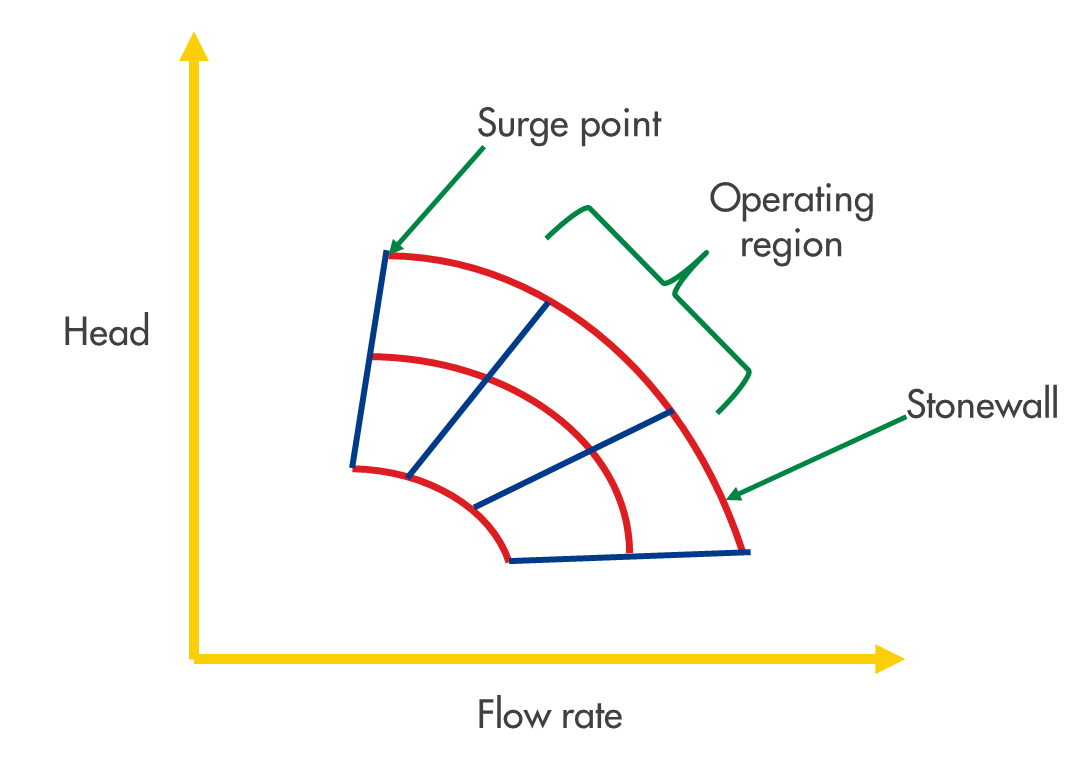 Surge point
Operating
region
Head
Stonewall
Flow rate